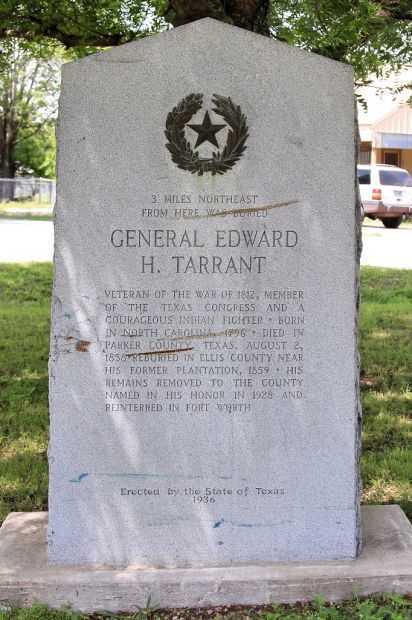 3 MILES NORTHEAST
FROM HERE WAS BURIED
GENERAL EDWARD
H. TARRANT
VETERAN OF THE WAR OF 1812, MEMBER
OF THE TEXAS CONGRESS AND A
COURAGEOUS INDIAN FIGHTER • BORN
IN NORTH CAROLINA, 1796 • DIED IN
PARKER COUNTY, TEXAS, AUGUST 2,
1858 • REBURIED IN ELLIS COUNTY NEAR
HIS FORMER PLANTATION, 1859 • HIS
REMAINS REMOVED TO THE COUNTY
NAMED IN HIS HONOR IN 1928 AND
REINTERRED IN FORT WORTH
Erected by the State of Texas
1936